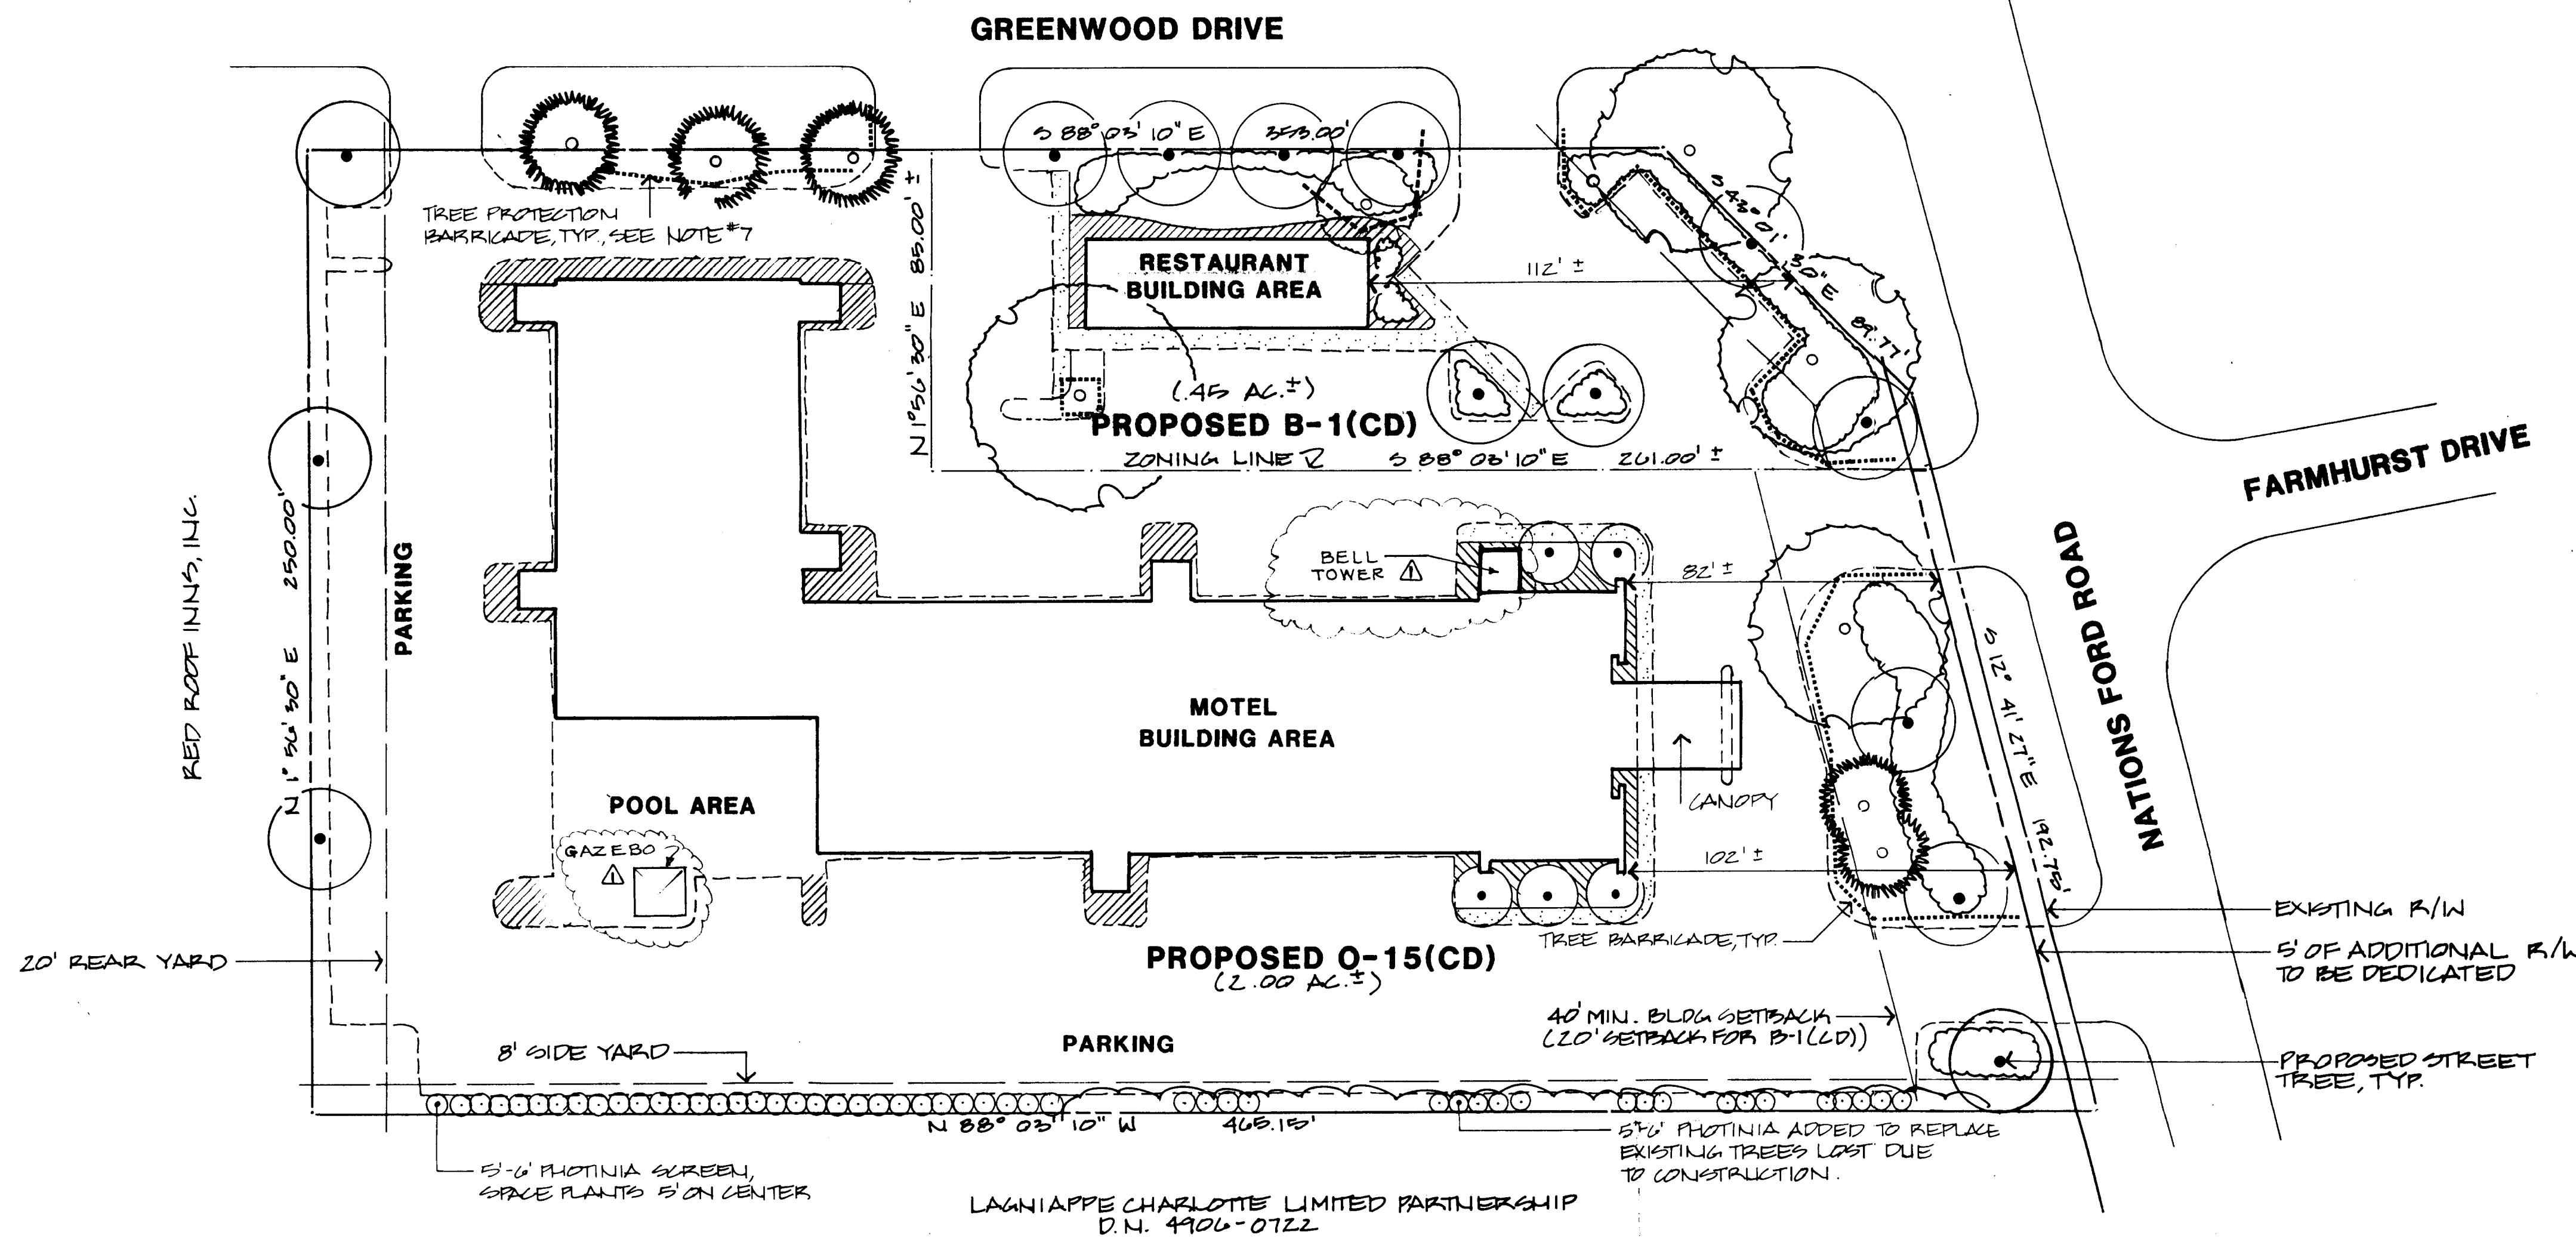 GREENWOOD DRIVE
S 88° 03' 10" E 353.00'
TREE PROTECTION
BARRICADE, TYP., SEE NOTE #7
N 1° 56' 30" E 85.00' ±
RESTAURANT
BUILDING AREA
112' ±
S 43° 01' 30" E 89.77'
(.45 AC.±)
PROPOSED B-1(CD)
ZONING LINE
S 88° 03' 10" E 261.00' ±
FARMHURST DRIVE
NATIONS FORD ROAD
RED ROOF INNS, INC.
N 1° 56' 30" E 250.00'
PARKING
BELL
TOWER
1
82' ±
S 12° 41' 27" E 192.75'
MOTEL
BUILDING AREA
CANOPY
POOL AREA
GAZEBO
1
102' ±
TREE BARRICADE, TYP.
EXISTING R/W
5' OF ADDITIONAL R/W
TO BE DEDICATED
20' REAR YARD
PROPOSED O-15(CD)
(2.00 AC.±)
40' MIN. BLDG SETBACK
(20' SETBACK FOR B-1(CD))
8' SIDE YARD
PARKING
PROPOSED STREET
TREE, TYP.
N 88° 03' 10" W 465.15'
5'-6' PHOTINIA SCREEN,
SPACE PLANTS 5' ON CENTER
5'-6' PHOTINIA ADDED TO REPLACE
EXISTING TREES LOST DUE
TO CONSTRUCTION.
LAGNIAPPE CHARLOTTE LIMITED PARTNERSHIP
D.N. 4906-0722